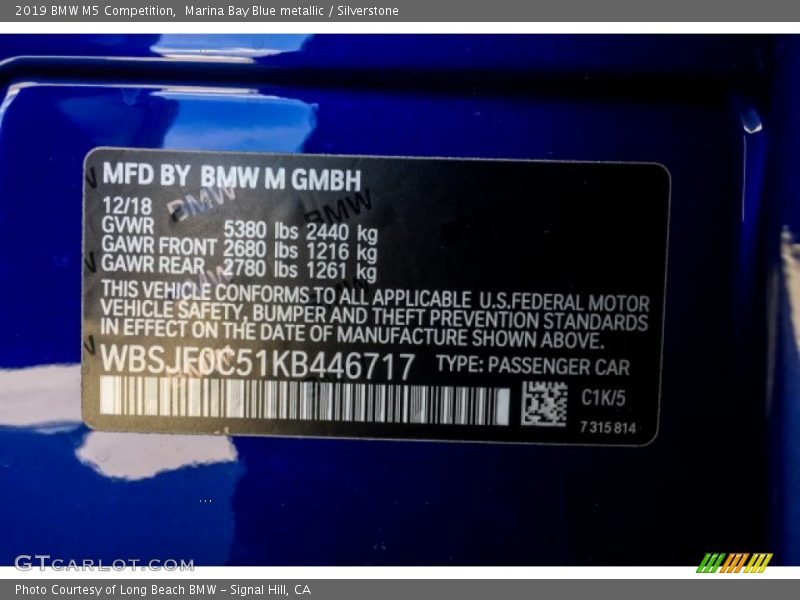 2019 BMW M5 Competition,  Marina Bay Blue metallic / Silverstone
MFD BY BMW M GMBH
12/18
BMW
BMW
GVWR 5380 lbs 2440 kg
GAWR FRONT 2680 lbs 1216 kg
GAWR REAR 2780 lbs 1261 kg
THIS VEHICLE CONFORMS TO ALL APPLICABLE U.S.FEDERAL MOTOR
VEHICLE SAFETY, BUMPER AND THEFT PREVENTION STANDARDS
IN EFFECT ON THE DATE OF MANUFACTURE SHOWN ABOVE.
WBSJF0C51KB446717 TYPE: PASSENGER CAR
C1K/5
7315814
...
GTCARLOT.COM
Photo Courtesy of Long Beach BMW - Signal Hill, CA